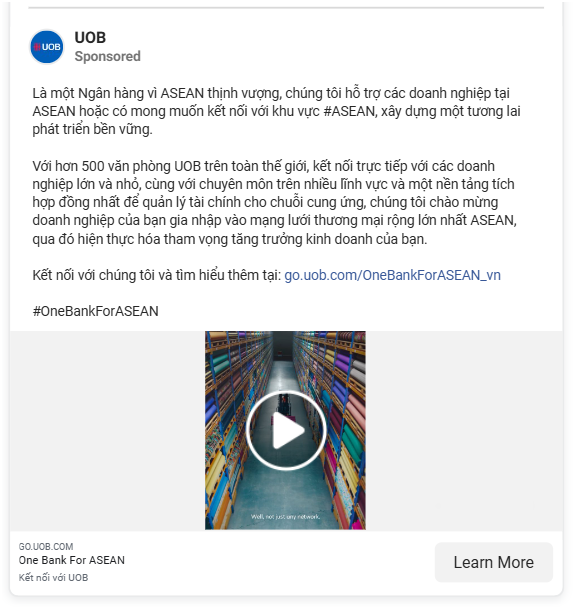 UOB
UOB
Sponsored
Là một Ngân hàng vì ASEAN thịnh vượng, chúng tôi hỗ trợ các doanh nghiệp tại
ASEAN hoặc có mong muốn kết nối với khu vực #ASEAN, xây dựng một tương lai
phát triển bền vững.
Với hơn 500 văn phòng UOB trên toàn thế giới, kết nối trực tiếp với các doanh
nghiệp lớn và nhỏ, cùng với chuyên môn trên nhiều lĩnh vực và một nền tảng tích
hợp đồng nhất để quản lý tài chính cho chuỗi cung ứng, chúng tôi chào mừng
doanh nghiệp của bạn gia nhập vào mạng lưới thương mại rộng lớn nhất ASEAN,
qua đó hiện thực hóa tham vọng tăng trưởng kinh doanh của bạn.
Kết nối với chúng tôi và tìm hiểu thêm tại: go.uob.com/OneBankForASEAN_vn
#OneBankForASEAN
Well, not just any network.
GO.UOB.COM
One Bank For ASEAN
Kết nối với UOB
Learn More